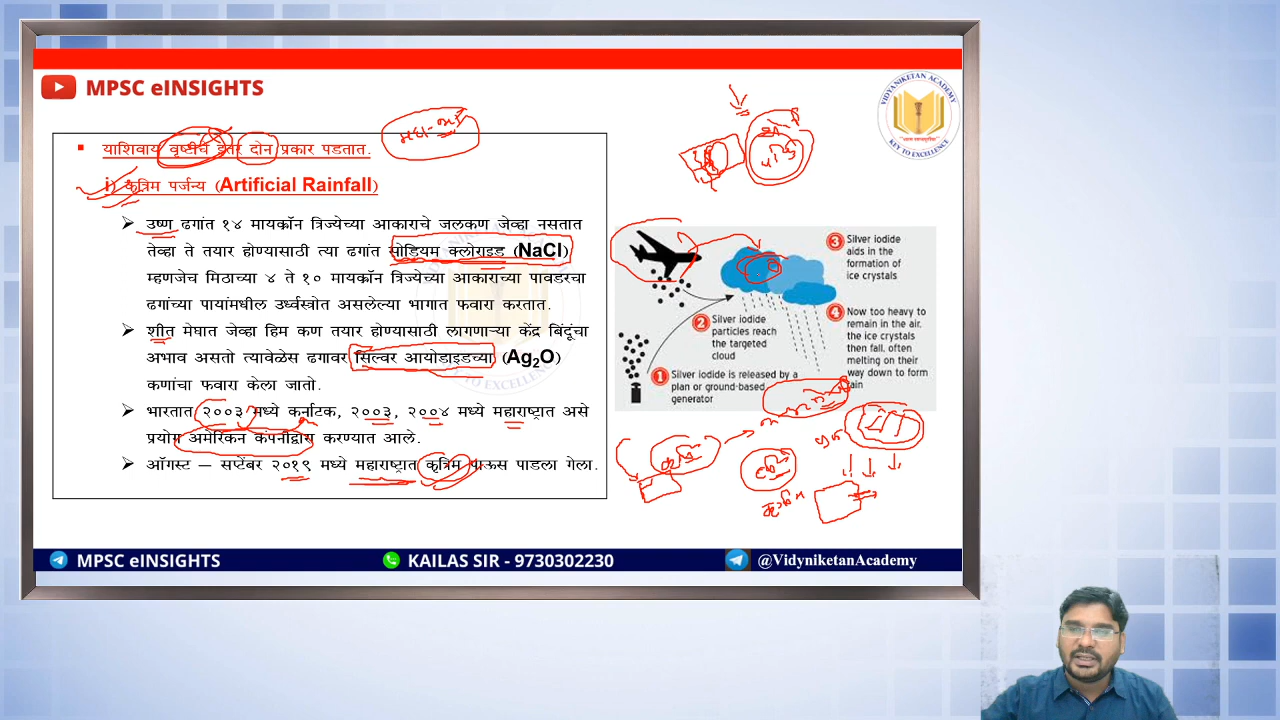 MPSC eINSIGHTS
VIDYANIKETAN ACADEMY
KEY TO EXCELLENCE
याशिवाय वृष्टीचे इतर दोन प्रकार पडतात.
i) कृत्रिम पर्जन्य (Artificial Rainfall)
उष्ण ढगांत १४ मायकॉन त्रिज्येच्या आकाराचे जलकण जेव्हा नसतात
तेव्हा ते तयार होण्यासाठी त्या ढगांत सोडियम क्लोराइड (NaCl)
म्हणजेच मिठाच्या ४ ते १० मायकॉन त्रिज्येच्या आकाराच्या पावडरचा
ढगांच्या पायांमधील उर्ध्वस्त्रोत असलेल्या भागात फवारा करतात.
शीत मेघात जेव्हा हिम कण तयार होण्यासाठी लागणाऱ्या केंद्र बिंदूंचा
अभाव असतो त्यावेळेस ढगावर सिल्वर आयोडाइडच्या (Ag₂O)
कणांचा फवारा केला जातो.
भारतात २००३ मध्ये कर्नाटक, २००३, २००४ मध्ये महाराष्ट्रात असे
प्रयोग अमेरिकन कंपनीद्वारा करण्यात आले.
ऑगस्ट – सप्टेंबर २०१९ मध्ये महाराष्ट्रात कृत्रिम पाऊस पाडला गेला.
3 Silver iodide
aids in the
formation of
ice crystals
2 Silver iodide
particles reach
the targeted
cloud
4 Now too heavy to
remain in the air,
the ice crystals
then fall, often
melting on their
way down to form
rain
1 Silver iodide is released by a
plan or ground-based
generator
MPSC eINSIGHTS
KAILAS SIR - 9730302230
@VidyniketanAcademy